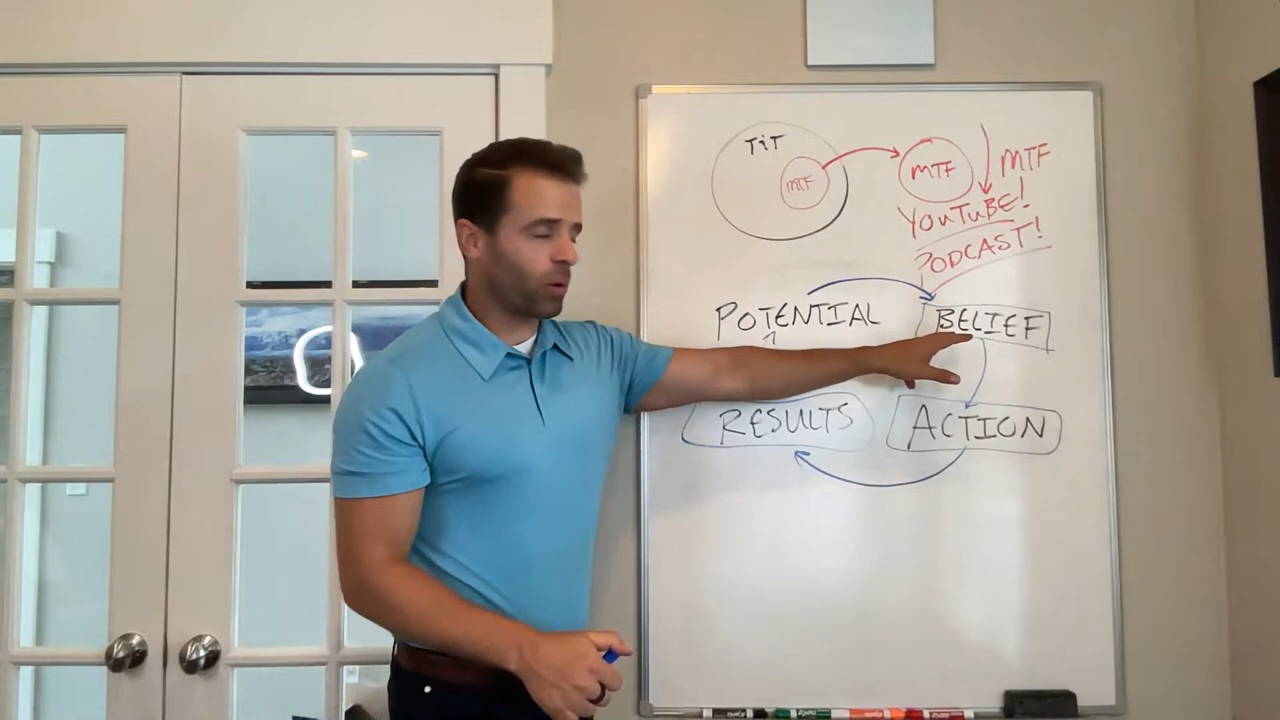 TiT
MTF
MTF
MTF
YOUTUBE!
PODCAST!
POTENTIAL
BELIEF
RESULTS
ACTION